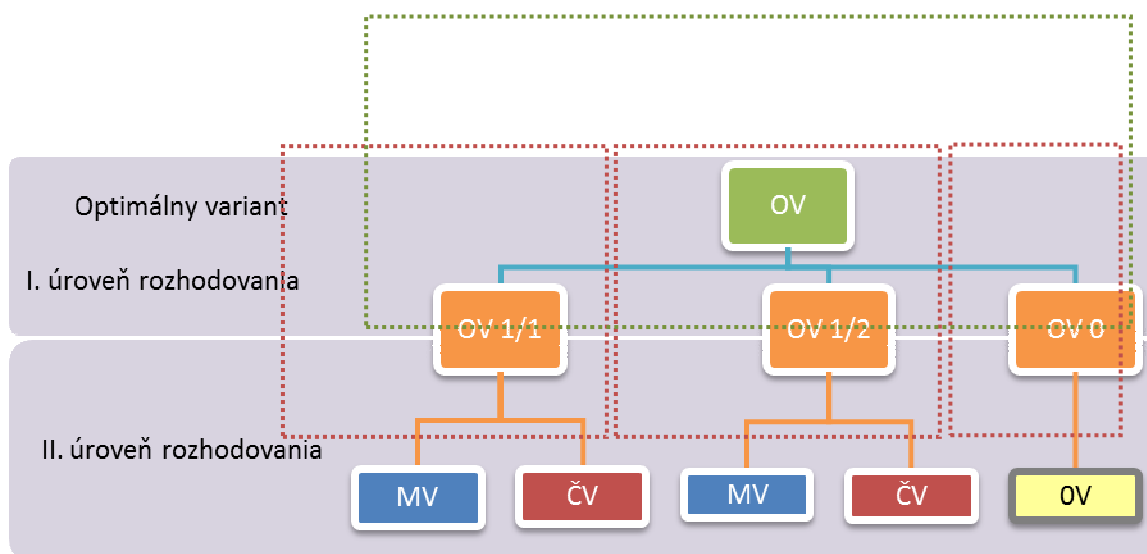 Optimálny variant
OV
I. úroveň rozhodovania
OV 1/1
OV 1/2
OV 0
II. úroveň rozhodovania
MV
ČV
MV
ČV
0V